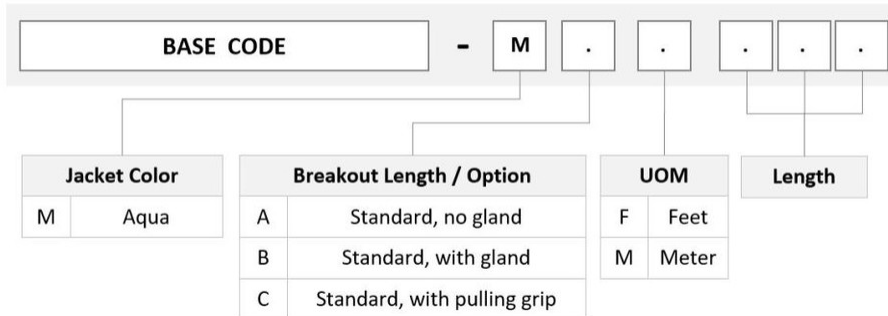 BASE CODE - M . . . . .
Jacket Color
M Aqua
Breakout Length / Option
A Standard, no gland
B Standard, with gland
C Standard, with pulling grip
UOM
F Feet
M Meter
Length